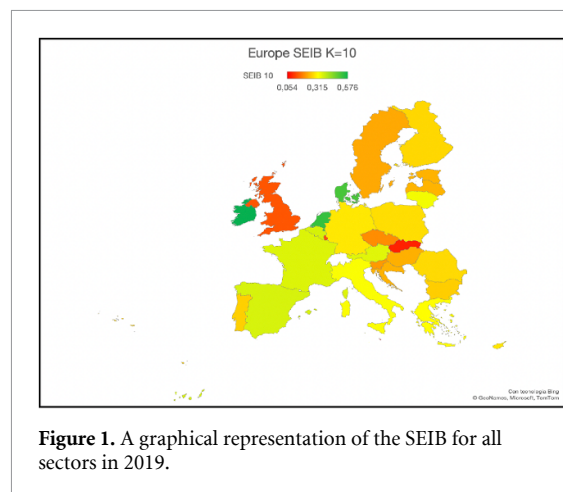 Europe SEIB K=10
SEIB 10
0,054 0,315 0,576
Con tecnologia Bing
© GeoNames, Microsoft, TomTom
Figure 1. A graphical representation of the SEIB for all
sectors in 2019.